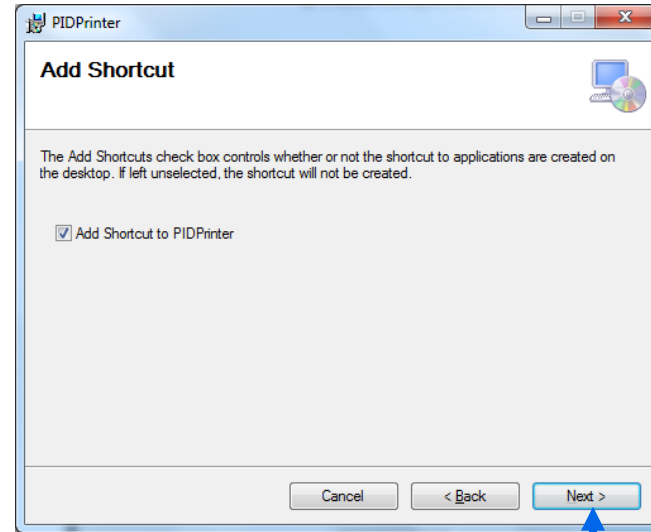 PIDPrinter
Add Shortcut
The Add Shortcuts check box controls whether or not the shortcut to applications are created on
the desktop. If left unselected, the shortcut will not be created.
Add Shortcut to PIDPrinter
Cancel
< Back
Next >